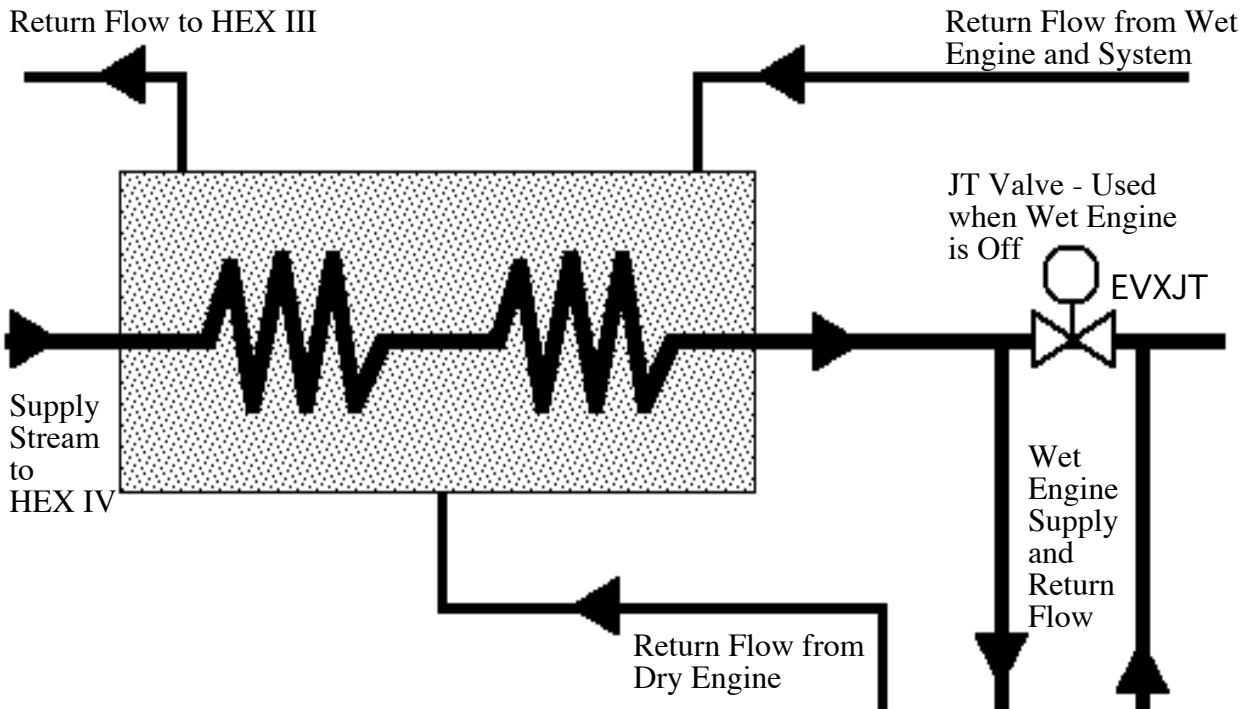 Return Flow to HEX III
Return Flow from Wet
Engine and System
JT Valve - Used
when Wet Engine
is Off
EVXJT
Supply
Stream
to
HEX IV
Wet
Engine
Supply
and
Return
Flow
Return Flow from
Dry Engine